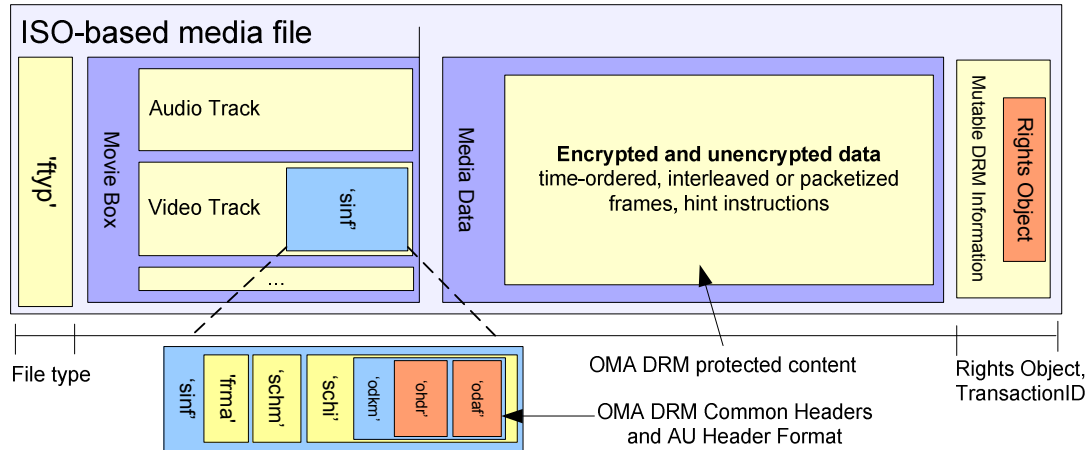 ISO-based media file
'ftyp'
Movie Box
Audio Track
Video Track
‘sinf’
...
Media Data
Encrypted and unencrypted data
time-ordered, interleaved or packetized
frames, hint instructions
Mutable DRM Information
Rights Object
File type
OMA DRM protected content
Rights Object,
TransactionID
‘sinf’
'frma'
‘schm’
‘schi’
‘odkm’
‘ohdr’
‘odaf’
OMA DRM Common Headers
and AU Header Format